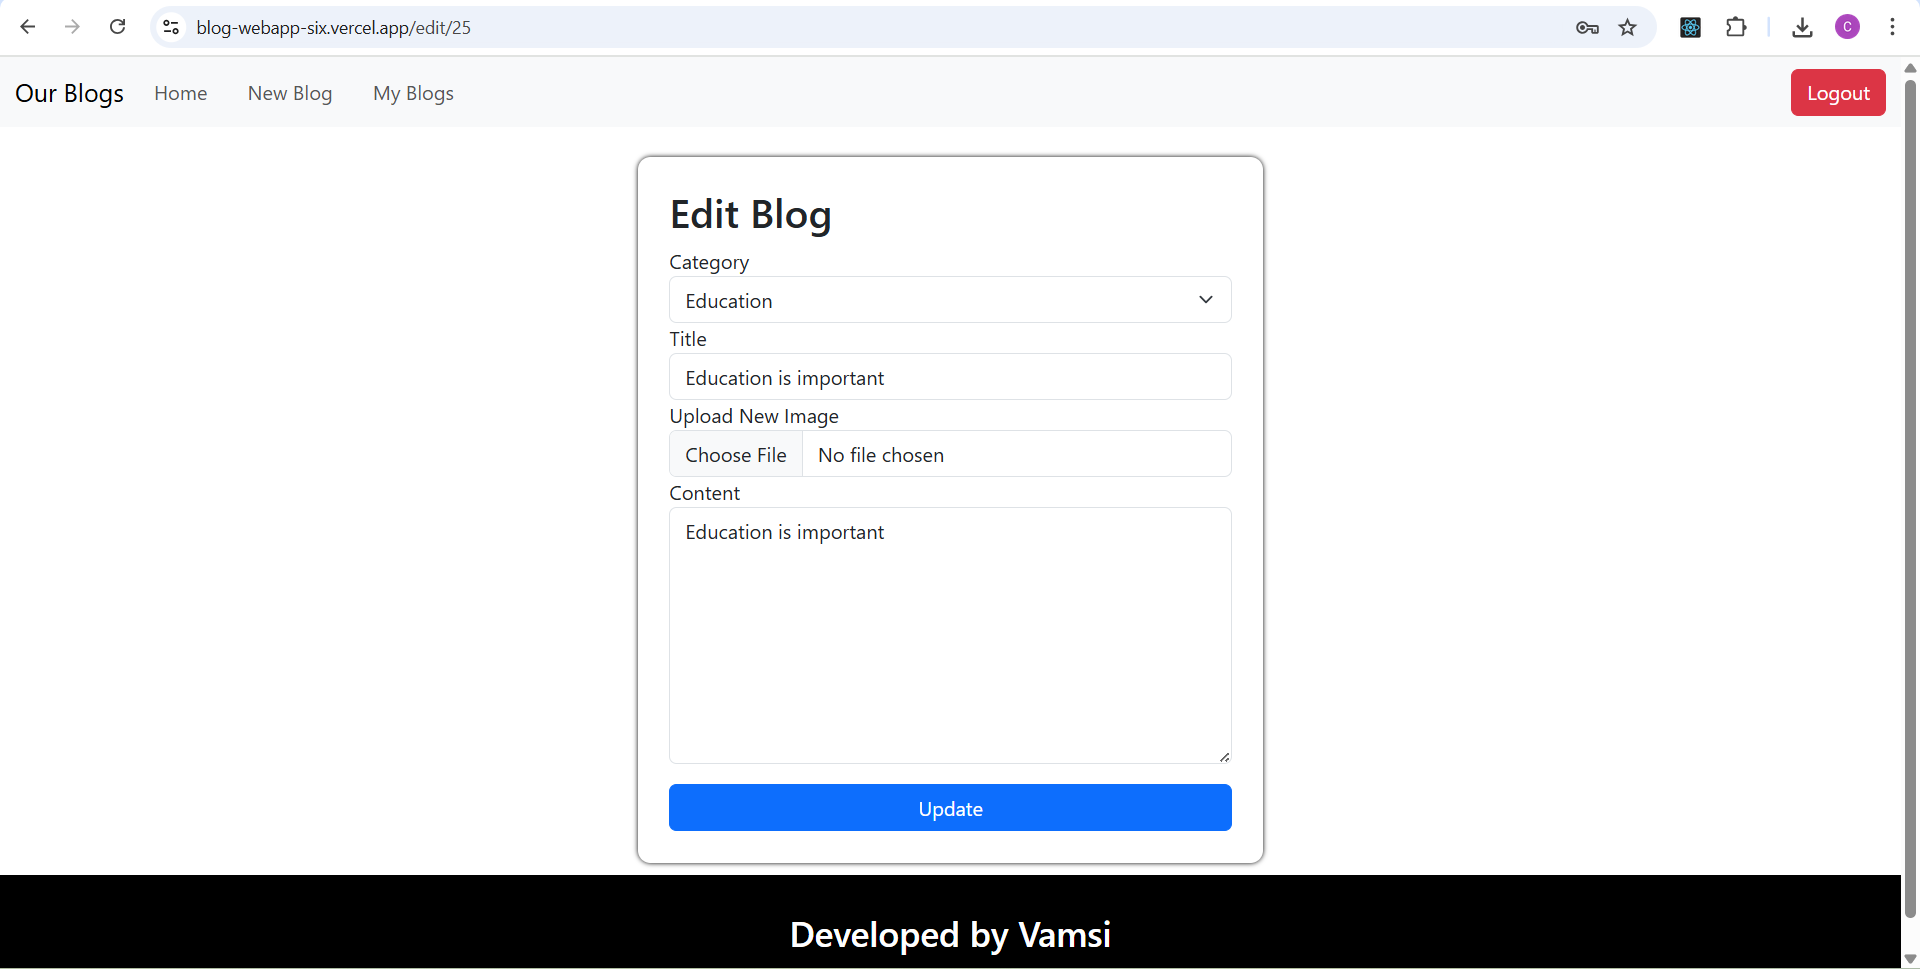 blog-webapp-six.vercel.app/edit/25
C
Our Blogs Home New Blog My Blogs Logout
Edit Blog
Category
Education
Title
Education is important
Upload New Image
Choose File No file chosen
Content
Education is important
Update
Developed by Vamsi